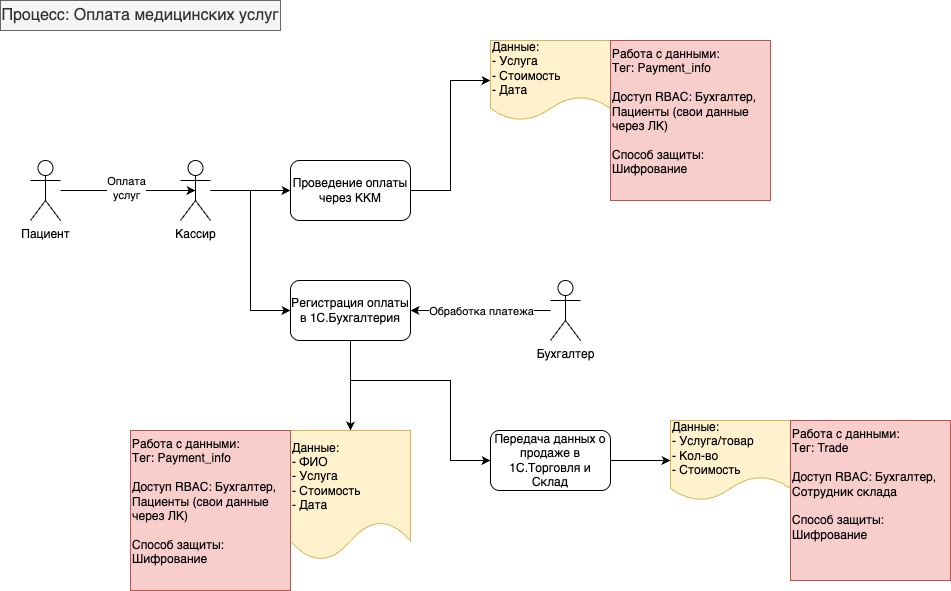 Процесс: Оплата медицинских услуг
Данные:
- Услуга
- Стоимость
- Дата
Работа с данными:
Тег: Payment_info
Доступ RBAC: Бухгалтер,
Пациенты (свои данные
через ЛК)
Способ защиты:
Шифрование
Оплата
услуг
Пациент
Кассир
Проведение оплаты
через ККМ
Регистрация оплаты
в 1С.Бухгалтерия
Обработка платежа
Бухгалтер
Работа с данными:
Тег: Payment_info
Доступ RBAC: Бухгалтер,
Пациенты (свои данные
через ЛК)
Способ защиты:
Шифрование
Данные:
- ФИО
- Услуга
- Стоимость
- Дата
Передача данных о
продаже в
1С.Торговля и
Склад
Данные:
- Услуга/товар
- Кол-во
- Стоимость
Работа с данными:
Тег: Trade
Доступ RBAC: Бухгалтер,
Сотрудник склада
Способ защиты:
Шифрование